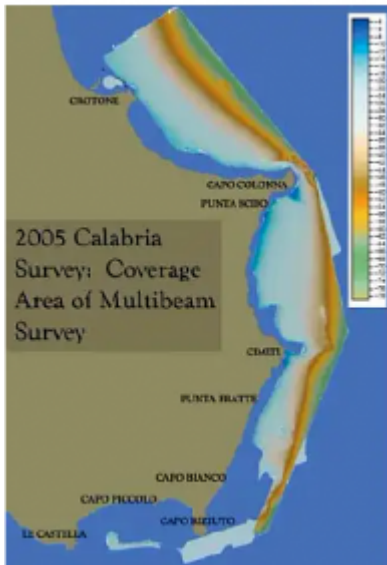 CROTONE
CAPO COLONNA
PUNTA SCIFO
2005 Calabria
Survey: Coverage
Area of Multibeam
Survey
CIMITI
PUNTA FRATTE
CAPO BIANCO
CAPO PICCOLO
CAPO RIZZUTO
LE CASTELLA